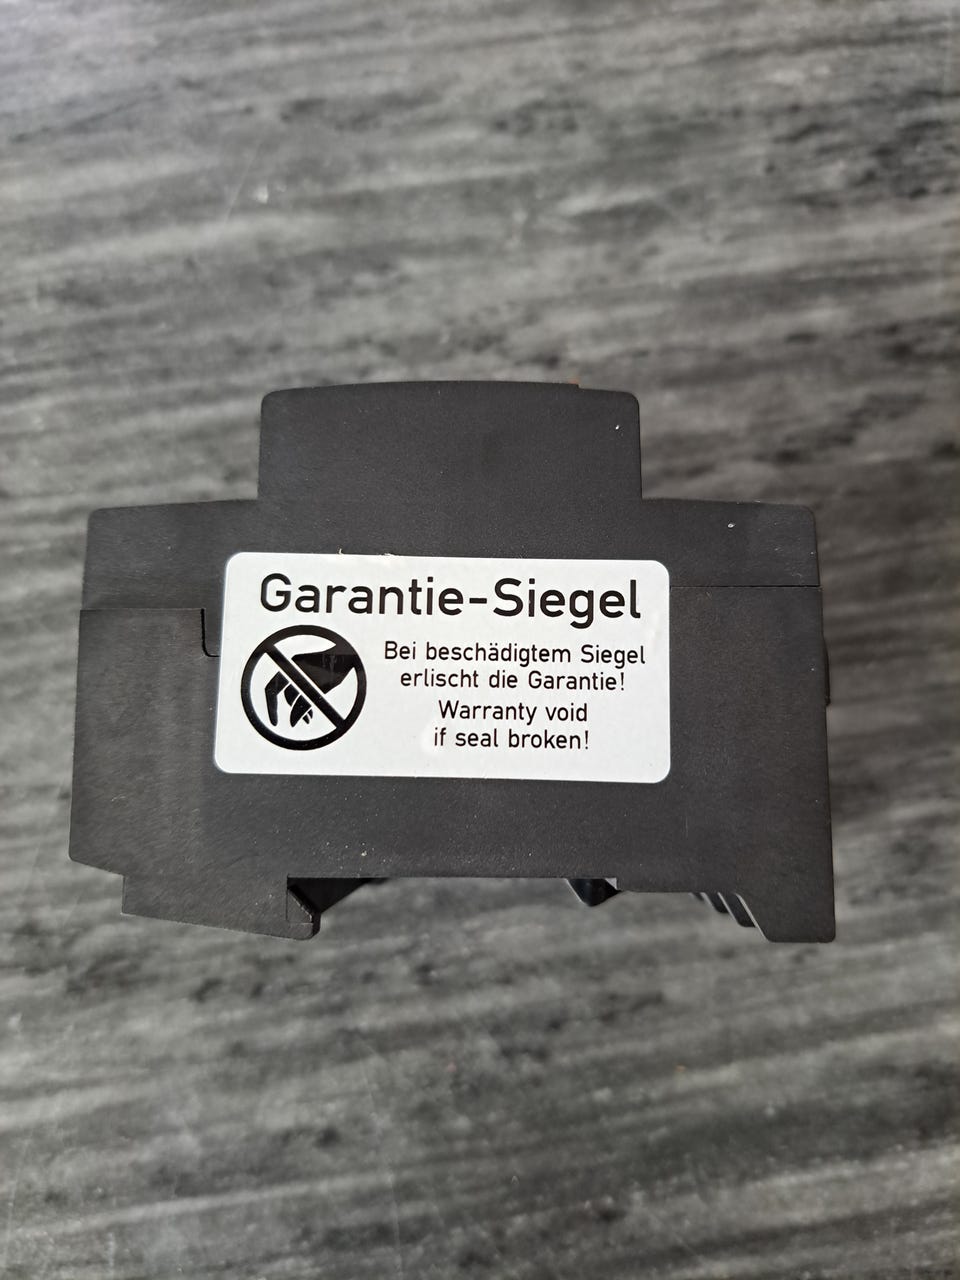 Garantie-Siegel
Bei beschädigtem Siegel
erlischt die Garantie!
Warranty void
if seal broken!